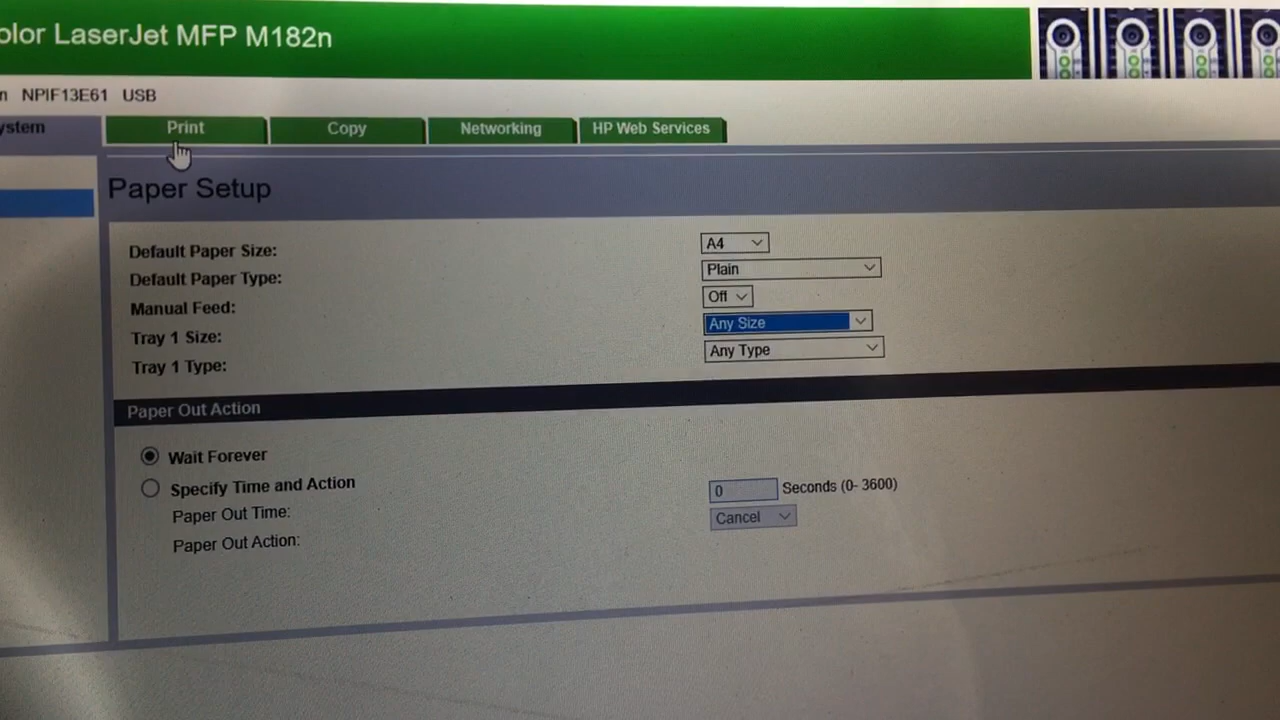 olor LaserJet MFP M182n
n NPIF13E61 USB
ystem Print Copy Networking HP Web Services
Paper Setup
Default Paper Size: A4
Default Paper Type: Plain
Manual Feed: Off
Tray 1 Size: Any Size
Tray 1 Type: Any Type
Paper Out Action
Wait Forever
Specify Time and Action
Paper Out Time: 0 Seconds (0- 3600)
Paper Out Action: Cancel